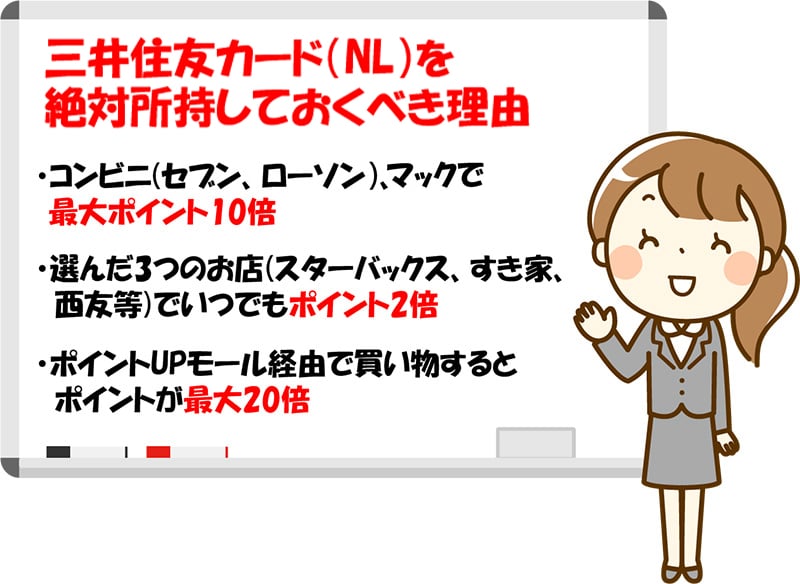 三井住友カード(NL)を
絶対所持しておくべき理由
・コンビニ(セブン、ローソン)、マックで
最大ポイント10倍
・選んだ3つのお店(スターバックス、すき家、
西友等)でいつでもポイント2倍
・ポイントUPモール経由で買い物すると
ポイントが最大20倍